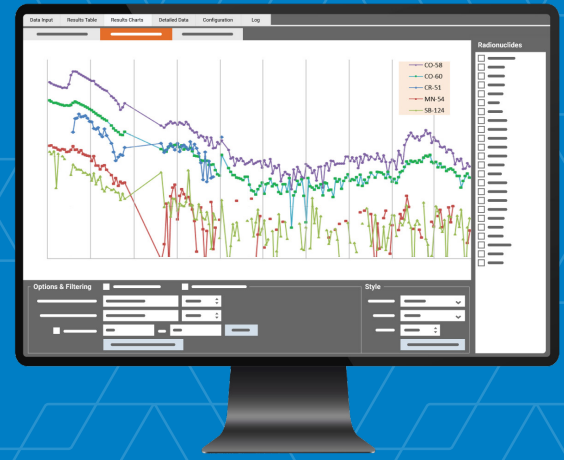 Data Input Results Table Results Charts Detailed Data Configuration Log
Radionuclides
CO-58
CO-60
CR-51
MN-54
SB-124
Options & Filtering
Style